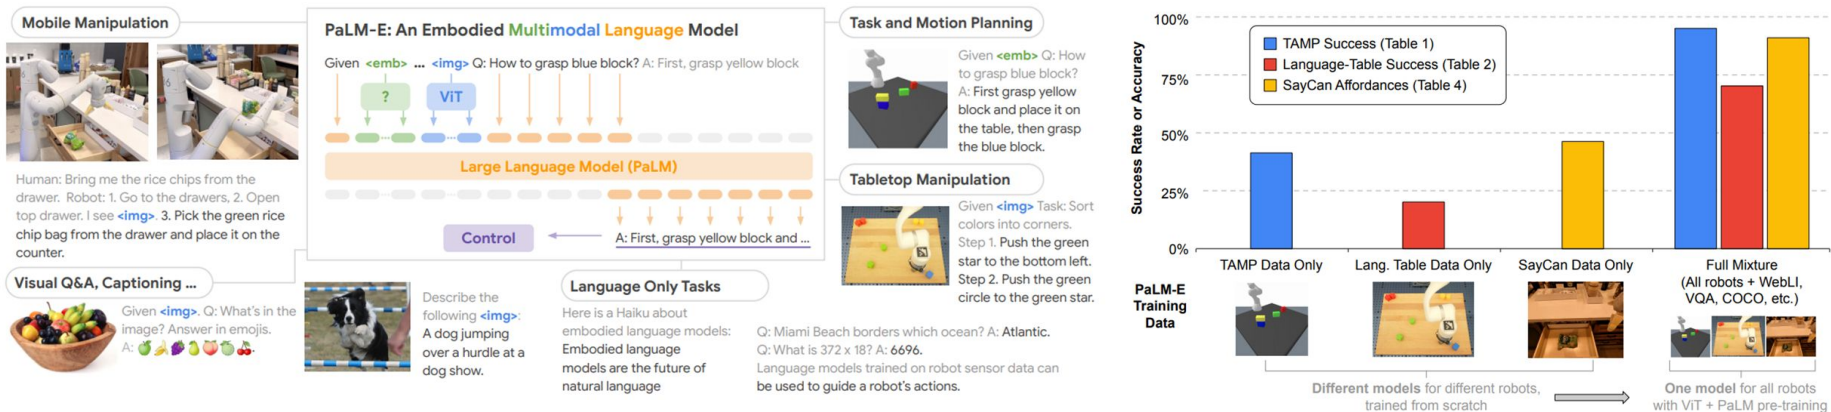 Mobile Manipulation
Human: Bring me the rice chips from the
drawer. Robot: 1. Go to the drawers, 2. Open
top drawer. I see <img>. 3. Pick the green rice
chip bag from the drawer and place it on the
counter.
Visual Q&A, Captioning ...
Given <img>. Q: What's in the
image? Answer in emojis.
A: 🍏🍌🍇🍐🍑🍈🍒.
PaLM-E: An Embodied Multimodal Language Model
Given <emb> ... <img> Q: How to grasp blue block? A: First, grasp yellow block
?
ViT
Large Language Model (PaLM)
Control
A: First, grasp yellow block and ...
Describe the
following <img>:
A dog jumping
over a hurdle at a
dog show.
Language Only Tasks
Here is a Haiku about
embodied language models:
Embodied language
models are the future of
natural language
Q: Miami Beach borders which ocean? A: Atlantic.
Q: What is 372 x 18? A: 6696.
Language models trained on robot sensor data can
be used to guide a robot's actions.
Task and Motion Planning
Given <emb> Q: How
to grasp blue block?
A: First grasp yellow
block and place it on
the table, then grasp
the blue block.
Tabletop Manipulation
Given <img> Task: Sort
colors into corners.
Step 1. Push the green
star to the bottom left.
Step 2. Push the green
circle to the green star.
Success Rate or Accuracy
100%
75%
50%
25%
0%
TAMP Success (Table 1)
Language-Table Success (Table 2)
SayCan Affordances (Table 4)
TAMP Data Only
Lang. Table Data Only
SayCan Data Only
Full Mixture
(All robots + WebLI,
VQA, COCO, etc.)
PaLM-E
Training
Data
Different models for different robots,
trained from scratch
One model for all robots
with ViT + PaLM pre-training